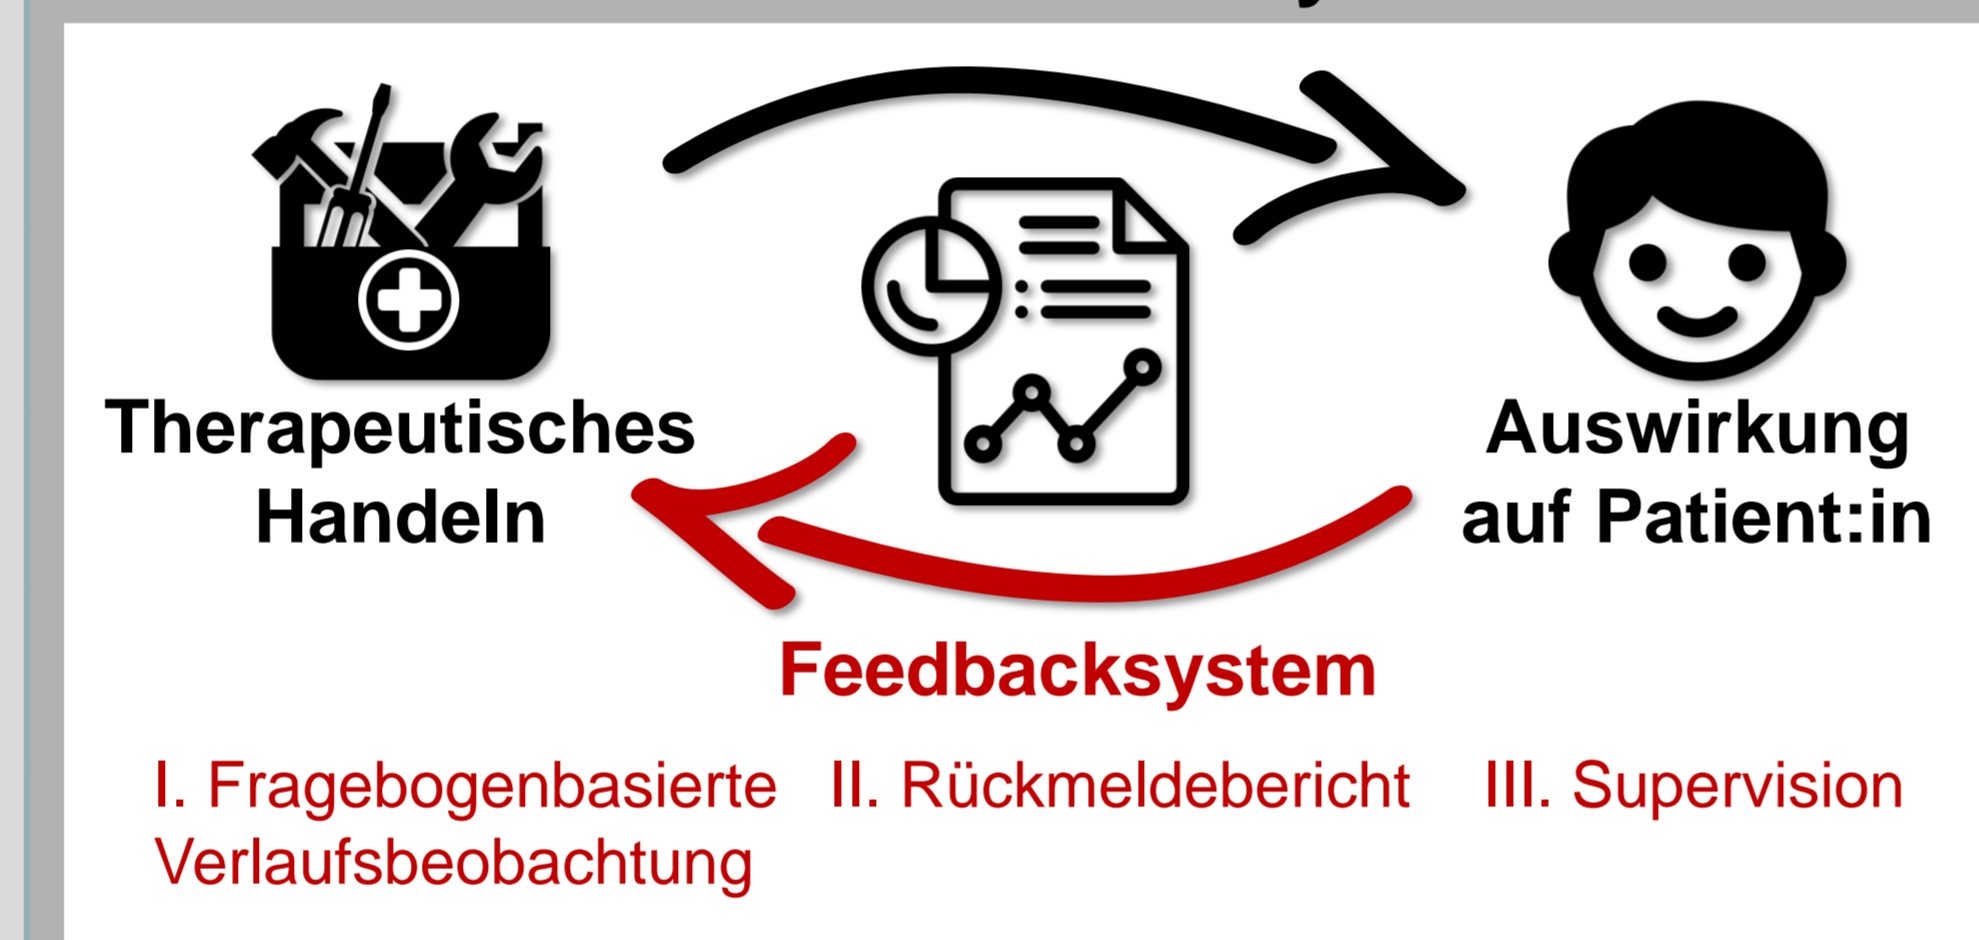 Therapeutisches
Handeln
Auswirkung
auf Patient:in
Feedbacksystem
I. Fragebogenbasierte
Verlaufsbeobachtung
II. Rückmeldebericht
III. Supervision